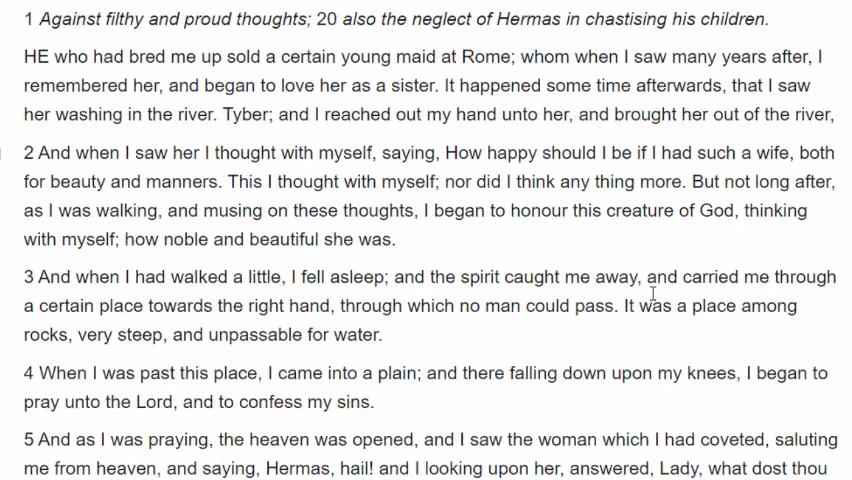 1 Against filthy and proud thoughts; 20 also the neglect of Hermas in chastising his children.
HE who had bred me up sold a certain young maid at Rome; whom when I saw many years after, I
remembered her, and began to love her as a sister. It happened some time afterwards, that I saw
her washing in the river. Tyber; and I reached out my hand unto her, and brought her out of the river,
2 And when I saw her I thought with myself, saying, How happy should I be if I had such a wife, both
for beauty and manners. This I thought with myself; nor did I think any thing more. But not long after,
as I was walking, and musing on these thoughts, I began to honour this creature of God, thinking
with myself; how noble and beautiful she was.
3 And when I had walked a little, I fell asleep; and the spirit caught me away, and carried me through
a certain place towards the right hand, through which no man could pass. It was a place among
rocks, very steep, and unpassable for water.
4 When I was past this place, I came into a plain; and there falling down upon my knees, I began to
pray unto the Lord, and to confess my sins.
5 And as I was praying, the heaven was opened, and I saw the woman which I had coveted, saluting
me from heaven, and saying, Hermas, hail! and I looking upon her, answered, Lady, what dost thou